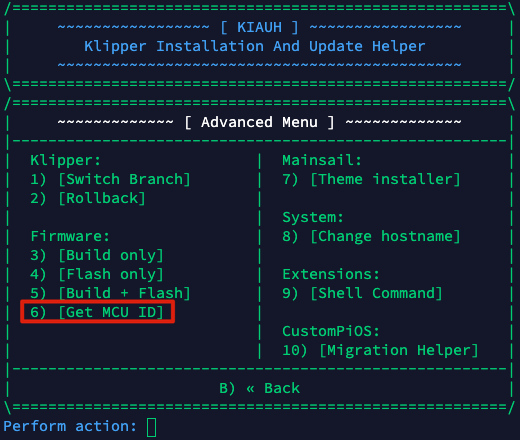 /=======================================================\
| ~~~~~~~~~~~~~~~~~ [ KIAUH ] ~~~~~~~~~~~~~~~~~ |
| Klipper Installation And Update Helper |
| ~~~~~~~~~~~~~~~~~~~~~~~~~~~~~~~~~~~~~~~~~~~~~ |
\=======================================================/
/=======================================================\
| ~~~~~~~~~~~~~ [ Advanced Menu ] ~~~~~~~~~~~~~ |
|-------------------------------------------------------|
| Klipper: | Mainsail: |
| 1) [Switch Branch] | 7) [Theme installer] |
| 2) [Rollback] | |
| | System: |
| Firmware: | 8) [Change hostname] |
| 3) [Build only] | |
| 4) [Flash only] | Extensions: |
| 5) [Build + Flash] | 9) [Shell Command] |
| 6) [Get MCU ID] | |
| | CustomPiOS: |
| | 10) [Migration Helper] |
|-------------------------------------------------------|
| B) « Back |
\=======================================================/
Perform action: